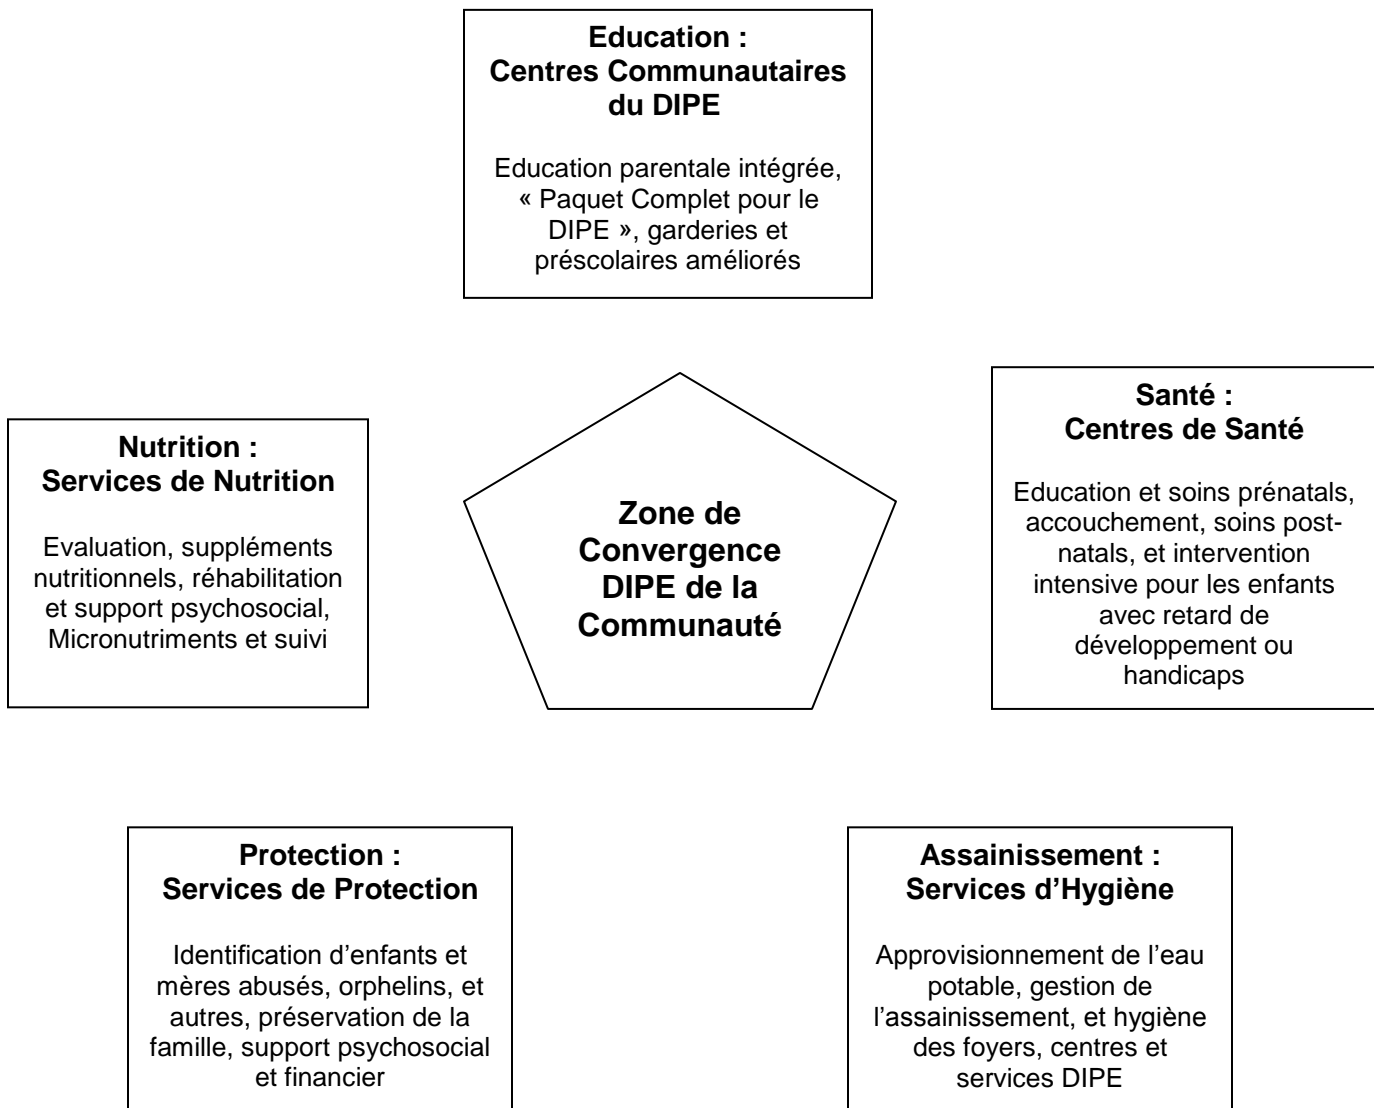 Education :
Centres Communautaires
du DIPE
Education parentale intégrée,
« Paquet Complet pour le
DIPE », garderies et
préscolaires améliorés
Nutrition :
Services de Nutrition
Evaluation, suppléments
nutritionnels, réhabilitation
et support psychosocial,
Micronutriments et suivi
Zone de
Convergence
DIPE de la
Communauté
Santé :
Centres de Santé
Education et soins prénatals,
accouchement, soins post-
natals, et intervention
intensive pour les enfants
avec retard de
développement ou
handicaps
Protection :
Services de Protection
Identification d’enfants et
mères abusés, orphelins, et
autres, préservation de la
famille, support psychosocial
et financier
Assainissement :
Services d’Hygiène
Approvisionnement de l’eau
potable, gestion de
l’assainissement, et hygiène
des foyers, centres et
services DIPE